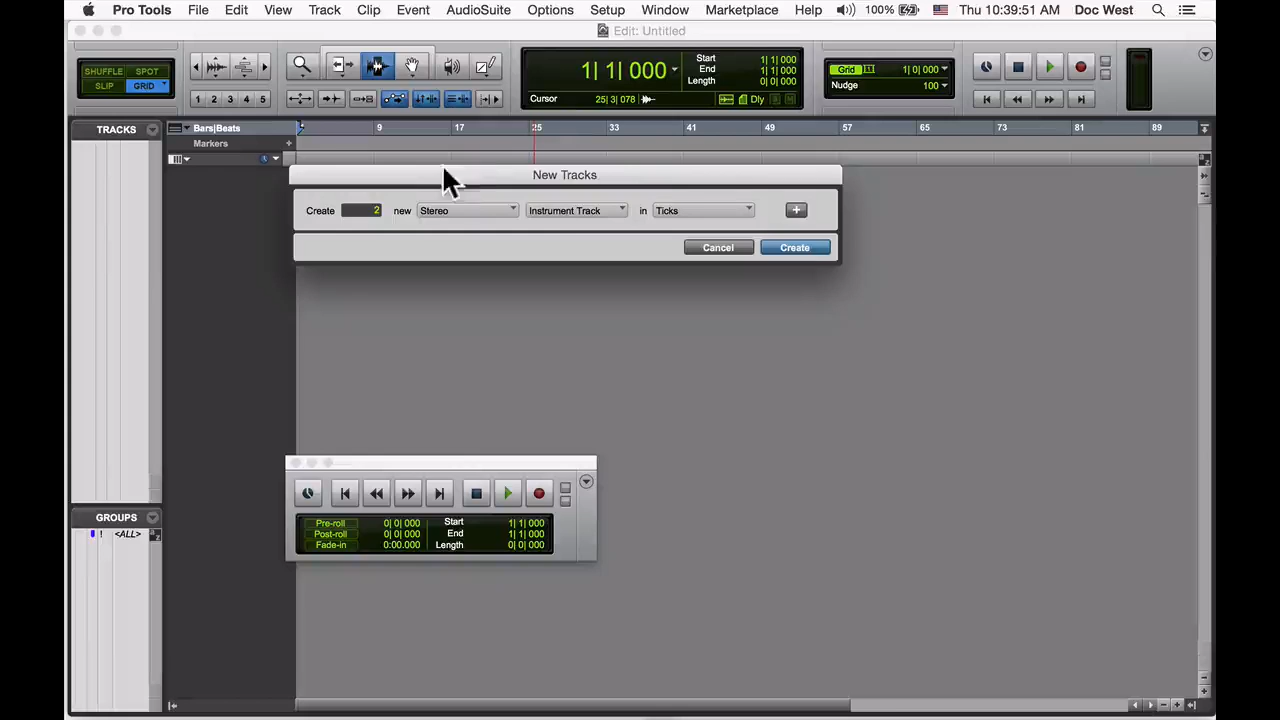 Pro Tools File Edit View Track Clip Event AudioSuite Options Setup Window Marketplace Help 100% Thu 10:39:51 AM Doc West
Edit: Untitled
SHUFFLE SPOT
SLIP GRID
1 2 3 4 5
1| 1| 000
Start 1| 1| 000
End 1| 1| 000
Length 0| 0| 000
Cursor 25| 3| 078 Dly S M
Grid 1| 0| 000
Nudge 100
TRACKS
Bars|Beats 9 17 25 33 41 49 57 65 73 81 89
Markers
New Tracks
Create 2 new Stereo Instrument Track in Ticks +
Cancel Create
Pre-roll 0| 0| 000 Start 1| 1| 000
Post-roll 0| 0| 000 End 1| 1| 000
Fade-in 0:00.000 Length 0| 0| 000
GROUPS
! <ALL>